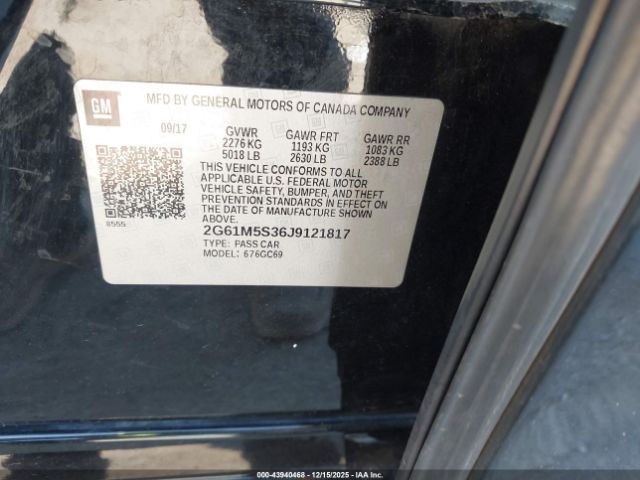 GM
MFD BY GENERAL MOTORS OF CANADA COMPANY
09/17
GVWR GAWR FRT GAWR RR
2276 KG 1193 KG 1083 KG
5018 LB 2630 LB 2388 LB
THIS VEHICLE CONFORMS TO ALL
APPLICABLE U.S. FEDERAL MOTOR
VEHICLE SAFETY, BUMPER, AND THEFT
PREVENTION STANDARDS IN EFFECT ON
THE DATE OF MANUFACTURE SHOWN
ABOVE.
8555
2G61M5S36J9121817
TYPE: PASS CAR
MODEL: 676GC69
000-43940468 - 12/15/2025 - IAA Inc.